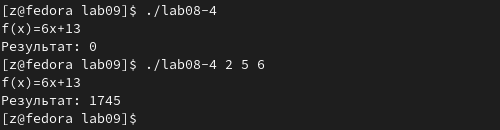 [z@fedora lab09]$ ./lab08-4
f(x)=6x+13
Результат: 0
[z@fedora lab09]$ ./lab08-4 2 5 6
f(x)=6x+13
Результат: 1745
[z@fedora lab09]$